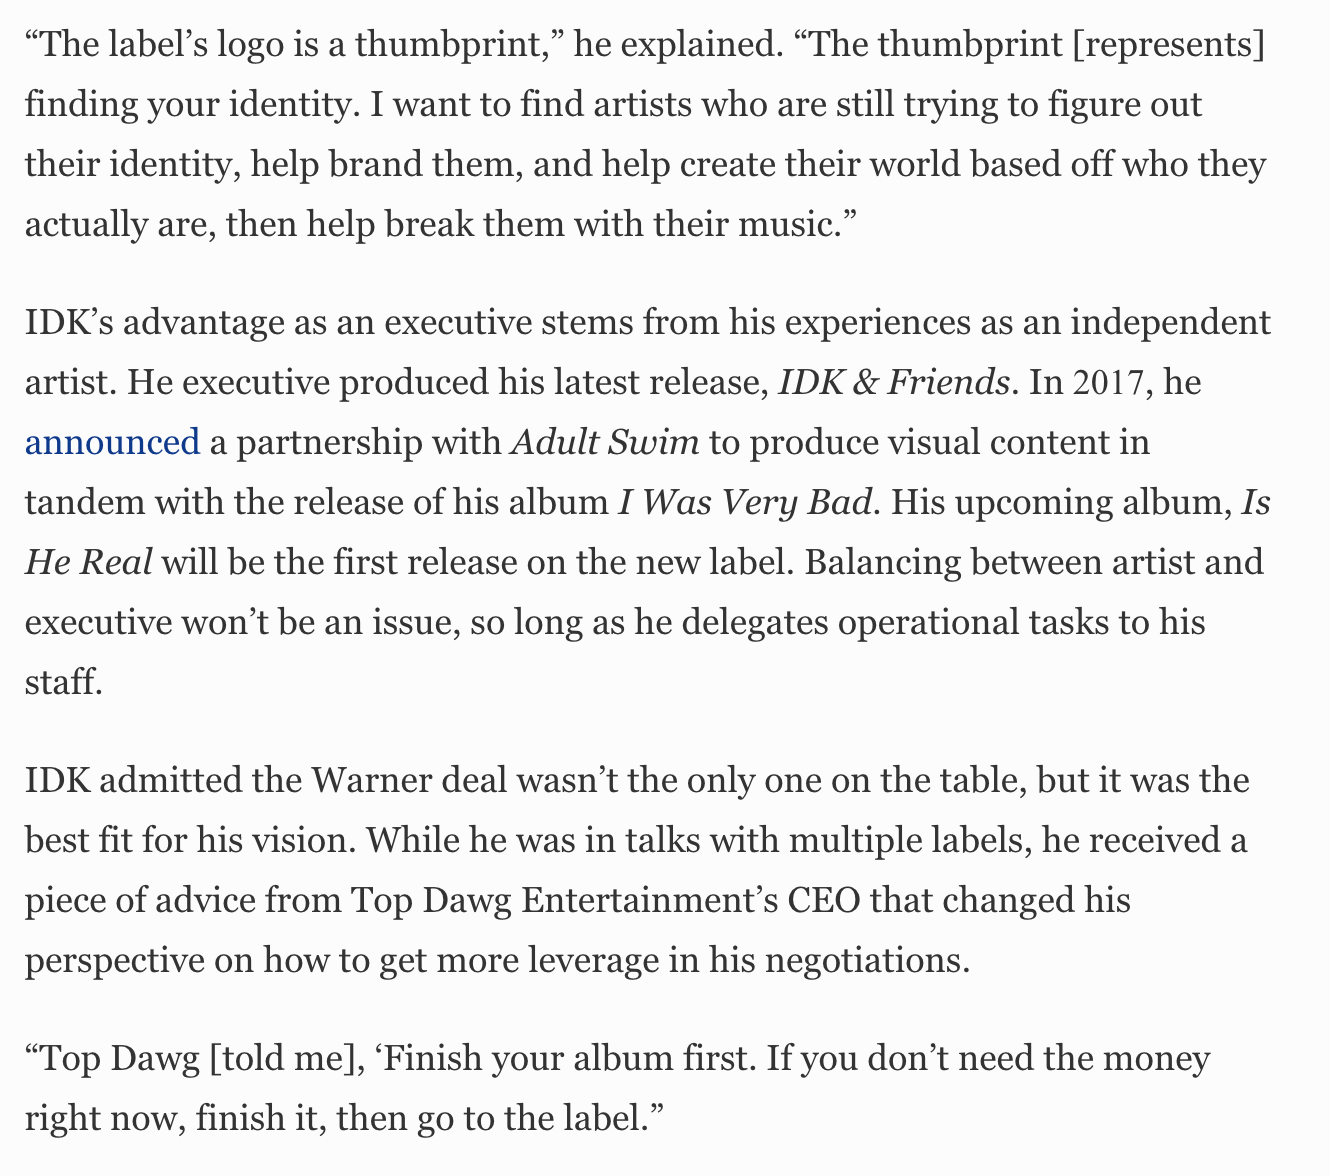 “The label’s logo is a thumbprint,” he explained. “The thumbprint [represents]
finding your identity. I want to find artists who are still trying to figure out
their identity, help brand them, and help create their world based off who they
actually are, then help break them with their music.”
IDK’s advantage as an executive stems from his experiences as an independent
artist. He executive produced his latest release, IDK & Friends. In 2017, he
announced a partnership with Adult Swim to produce visual content in
tandem with the release of his album I Was Very Bad. His upcoming album, Is
He Real will be the first release on the new label. Balancing between artist and
executive won’t be an issue, so long as he delegates operational tasks to his
staff.
IDK admitted the Warner deal wasn’t the only one on the table, but it was the
best fit for his vision. While he was in talks with multiple labels, he received a
piece of advice from Top Dawg Entertainment’s CEO that changed his
perspective on how to get more leverage in his negotiations.
“Top Dawg [told me], ‘Finish your album first. If you don’t need the money
right now, finish it, then go to the label.”